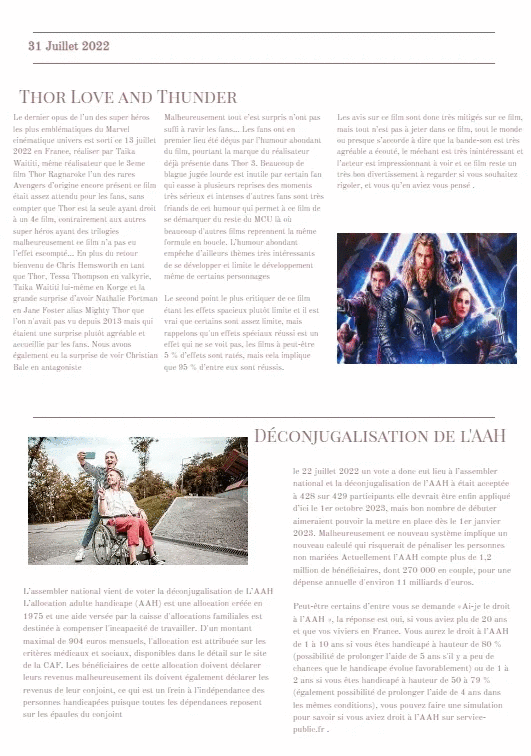 31 Juillet 2022
Thor Love and Thunder
Le dernier opus de l'un des super héros
les plus emblématiques du Marvel
cinématique univers est sorti ce 13 juillet
2022 en France, réaliser par Taika
Waititi, même réalisateur que le 3eme
film Thor Ragnaroke l'un des rares
Avengers d'origine encore présent ce film
était assez attendu pour les fans, sans
compter que Thor est la seule ayant droit
à un 4e film, contrairement aux autres
super héros ayant des trilogies
malheureusement ce film n'a pas eu
l'effet escompté... En plus du retour
bienvenu de Chris Hemsworth en tant
que Thor, Tessa Thompson en valkyrie,
Taika Waititi lui-même en Korge et la
grande surprise d'avoir Nathalie Portman
en Jane Foster alias Mighty Thor que
l'on n'avait pas vu depuis 2013 mais qui
étaient une surprise plutôt agréable et
accueillie par les fans. Nous avons
également eu la surprise de voir Christian
Bale en antagoniste
Malheureusement tout c'est surpris n'ont pas
suffi à ravir les fans... Les fans ont en
premier lieu été déçus par l'humour abondant
du film, pourtant la marque du réalisateur
déjà présente dans Thor 3. Beaucoup de
blague jugée lourd est inutile par certain fan
qui casse à plusieurs reprises des moments
très sérieux et intenses d'autres fans sont très
friands de cet humour qui permet à ce film de
se démarquer du reste du MCU là où
beaucoup d'autres films reprennent la même
formule en boucle. L'humour abondant
empêche d'ailleurs thèmes très intéressants
de se développer et limite le développement
même de certains personnages
Le second point le plus critiquer de ce film
étant les effets spacieux plutôt limite et il est
vrai que certains sont assez limite, mais
rappelons qu'un effets spéciaux réussi est un
effet qui ne se voit pas, les films à peut-être
5 % d'effets sont ratés, mais cela implique
que 95 % d'entre eux sont réussis.
Les avis sur ce film sont donc très mitigés sur ce film,
mais tout n'est pas à jeter dans ce film, tout le monde
ou presque s'accorde à dire que la bande-son est très
agréable a écouté, le méchant est très inintéressant et
l'acteur est impressionnant à voir et ce film reste un
très bon divertissement à regarder si vous souhaitez
rigoler, et vous qu'en aviez vous pensé .
Déconjugalisation de l'AAH
L'assembler national vient de voter la déconjugalisation de L'AAH
L'allocation adulte handicape (AAH) est une allocation créée en
1975 et une aide versée par la caisse d'allocations familiales est
destinée à compenser l'incapacité de travailler. D'un montant
maximal de 904 euros mensuels, l'allocation est attribuée sur les
critères médicaux et sociaux, disponibles dans le détail sur le site
de la CAF. Les bénéficiaires de cette allocation doivent déclarer
leurs revenus malheureusement ils doivent également déclarer les
revenus de leur conjoint, ce qui est un frein à l'indépendance des
personnes handicapées puisque toutes les dépendances reposent
sur les épaules du conjoint
le 22 juillet 2022 un vote a donc eut lieu à l'assembler
national et la déconjugalisation de l'AAH à était acceptée
à 428 sur 429 participants elle devrait être enfin appliqué
d'ici le 1er octobre 2023, mais bon nombre de débuter
aimeraient pouvoir la mettre en place dès le 1er janvier
2023. Malheureusement ce nouveau système implique un
nouveau calculé qui risquerait de pénaliser les personnes
non mariées Actuellement l'AAH compte plus de 1,2
million de bénéficiaires, dont 270 000 en couple, pour une
dépense annuelle d'environ 11 milliards d'euros.
Peut-être certains d'entre vous se demande «Ai-je le droit
à l'AAH », la réponse est oui, si vous aviez plus de 20 ans
et que vos viviers en France. Vous aurez le droit à l'AAH
de 1 à 10 ans si vous êtes handicapé à hauteur de 80 %
(possibilité de prolonger l'aide de 5 ans s'il y a peu de
chances que le handicape évolue favorablement) ou de 1 à
2 ans si vous êtes handicapé à hauteur de 50 à 79 %
(également possibilité de prolonger l'aide de 4 ans dans
les mêmes conditions), vous pouvez faire une simulation
pour savoir si vous aviez droit à l'AAH sur service-
public.fr .